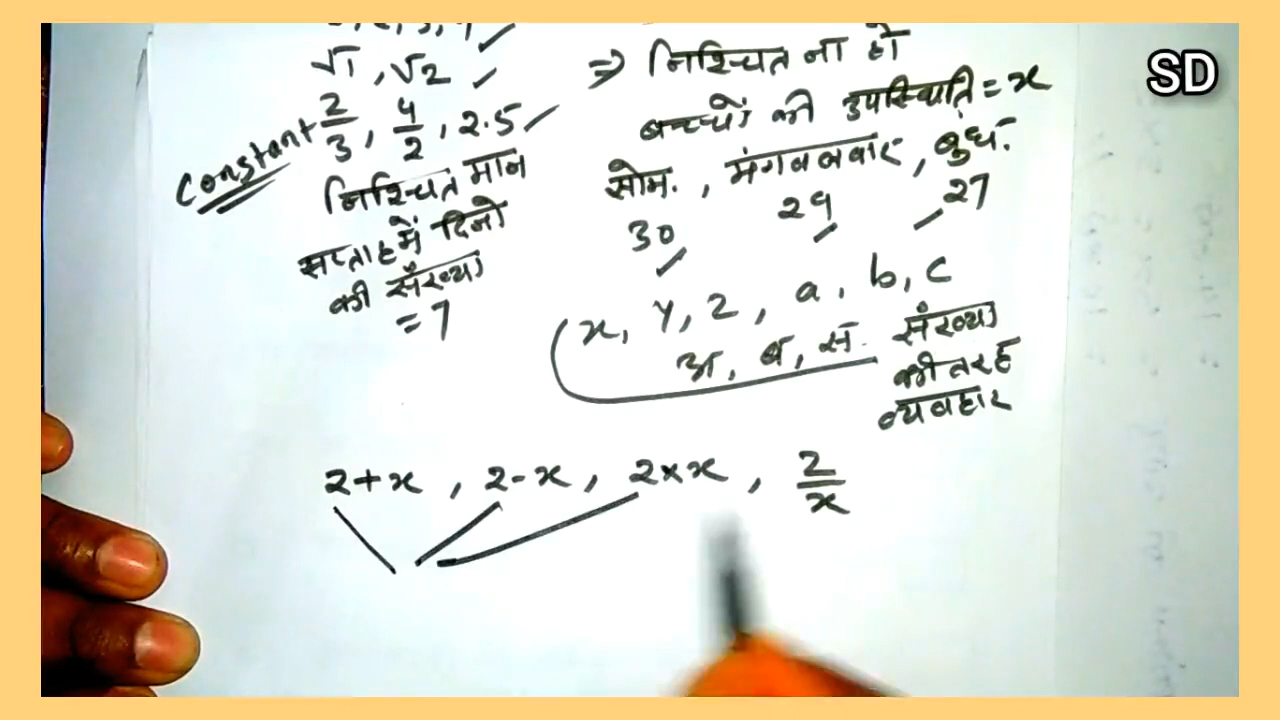 √1 , √2
Constant 2/3 , 4/2 , 2.5
निश्चित मान
सप्ताह में दिनो
की संख्या
= 7
⇒ निश्चित ना हो
बच्चों की उपस्थिति = x
सोम. , मंगलवार , बुध.
30 29 27
x, y, z, a, b, c
अ, ब, स. संख्या
की तरह
व्यवहार
2+x , 2-x , 2×x , 2/x
SD